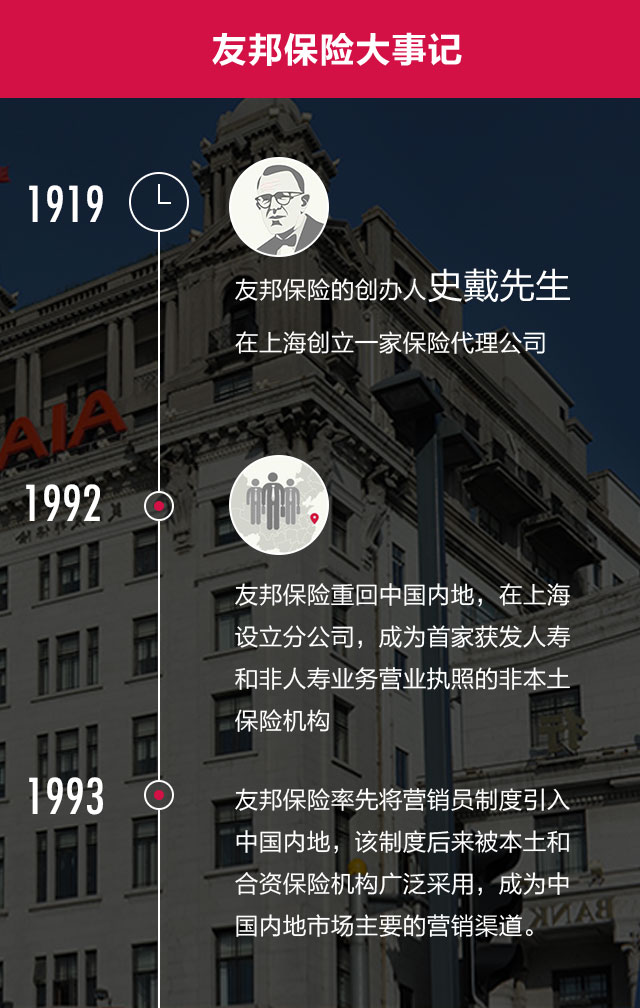 友邦保险大事记
1919
友邦保险的创办人史戴先生
在上海创立一家保险代理公司
AIA
1992
友邦保险重回中国内地，在上海
设立分公司，成为首家获发人寿
和非人寿业务营业执照的非本土
保险机构
1993
友邦保险率先将营销员制度引入
中国内地，该制度后来被本土和
合资保险机构广泛采用，成为中
国内地市场主要的营销渠道。
BANK